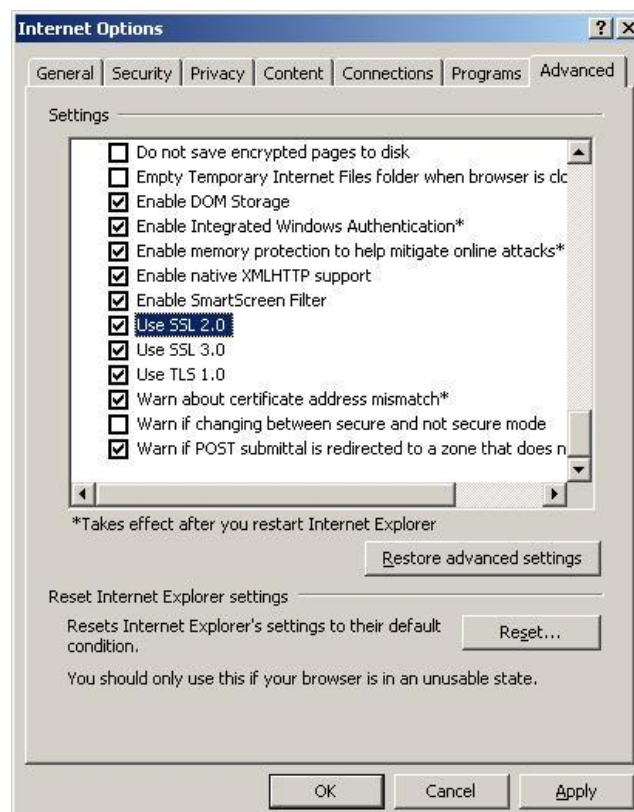 Internet Options
General Security Privacy Content Connections Programs Advanced
Settings
Do not save encrypted pages to disk
Empty Temporary Internet Files folder when browser is clo
Enable DOM Storage
Enable Integrated Windows Authentication*
Enable memory protection to help mitigate online attacks*
Enable native XMLHTTP support
Enable SmartScreen Filter
Use SSL 2.0
Use SSL 3.0
Use TLS 1.0
Warn about certificate address mismatch*
Warn if changing between secure and not secure mode
Warn if POST submittal is redirected to a zone that does n
*Takes effect after you restart Internet Explorer
Restore advanced settings
Reset Internet Explorer settings
Resets Internet Explorer's settings to their default
condition.
Reset...
You should only use this if your browser is in an unusable state.
OK Cancel Apply